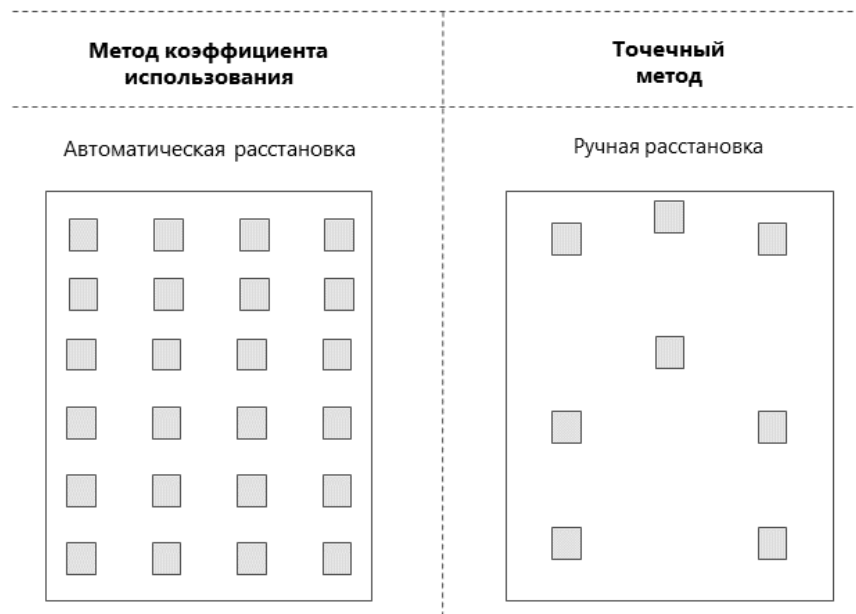 Метод коэффициента
использования
Точечный
метод
Автоматическая расстановка
Ручная расстановка